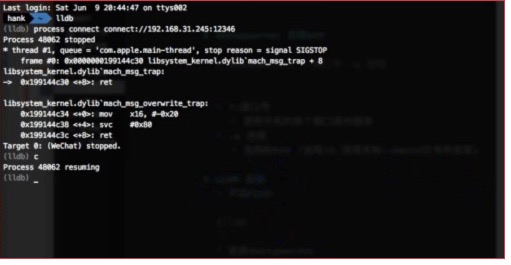 Last login: Sat Jun  9 20:44:47 on ttys002
hank ~ lldb
(lldb) process connect connect://192.168.31.245:12346
Process 48062 stopped
* thread #1, queue = 'com.apple.main-thread', stop reason = signal SIGSTOP
    frame #0: 0x0000000199144c30 libsystem_kernel.dylib`mach_msg_trap + 8
libsystem_kernel.dylib`mach_msg_trap:
->  0x199144c30 <+8>: ret

libsystem_kernel.dylib`mach_msg_overwrite_trap:
    0x199144c34 <+0>: mov    x16, #-0x20
    0x199144c38 <+4>: svc    #0x80
    0x199144c3c <+8>: ret
Target 0: (WeChat) stopped.
(lldb) c
Process 48062 resuming
(lldb) _